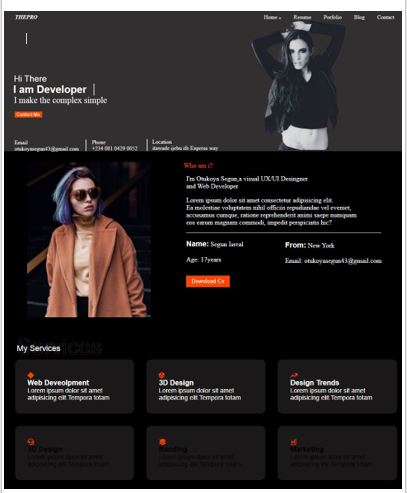 THEPRO
Home Resume Porfolio Blog Contact
Hi There
I am Developer
I make the complex simple
Contact Me
Email Phone Location
otukoyasegun43@gmail.com +234 081 0429 0052 ijebu ib Express way
Who am i?
I'm Otukoya Segun,a visual UX/UI Desingner
and Web Developer
Lorem ipsum dolor sit amet consectetur adipisicing elit.
Ea molestiae voluptatem nihil officiis repudiandae vel eveniet,
accusamus cumque, ratione reprehenderit animi saepe numquam
eos earum magnam commodi, impedit perspiciatis hic?
Name: Segun Isreal From: New York
Age: 17years Email: otukoyasegun43@gmail.com
Download Cv
Services
My Services
Web Deveolpment
Lorem ipsum dolor sit amet
adipisicing elit Tempora totam
3D Design
Lorem ipsum dolor sit amet
adipisicing elit Tempora totam
Design Trends
Lorem ipsum dolor sit amet
adipisicing elit Tempora totam
3D Design
Lorem ipsum dolor sit amet
adipisicing elit Tempora totam
Lorem ipsum dolor sit amet
adipisicing elit Tempora totam
Marketing
Lorem ipsum dolor sit amet
adipisicing elit Tempora totam